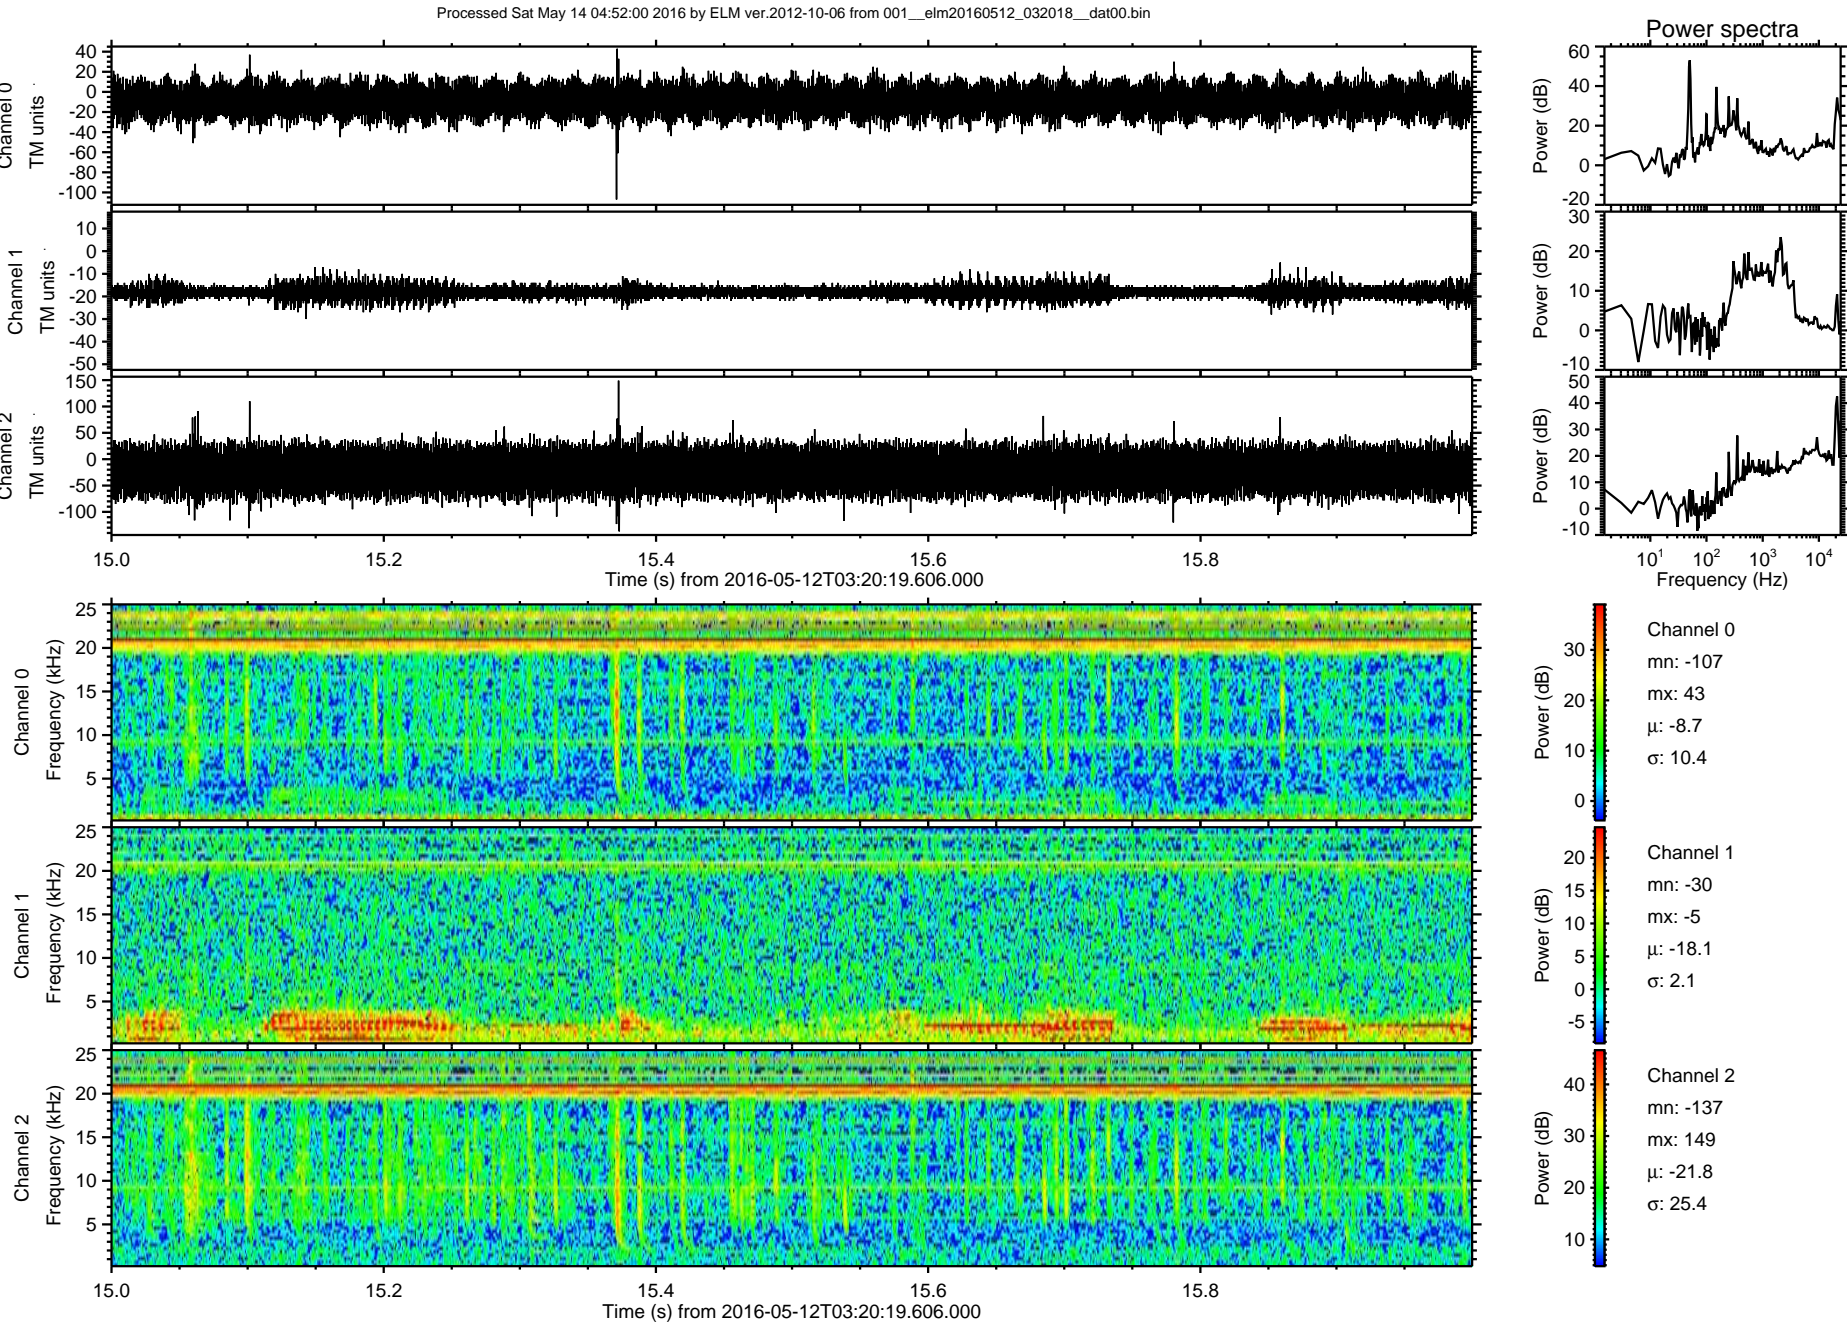 Processed Sat May 14 04:52:00 2016 by ELM ver.2012-10-06 from 001__elm20160512_032018__dat00.bin
Power spectra
Channel 0
TM units
40
20
0
-20
-40
-60
-80
-100
Power (dB)
60
40
20
0
-20
Channel 1
TM units
10
0
-10
-20
-30
-40
-50
Power (dB)
30
20
10
0
-10
Channel 2
TM units
150
100
50
0
-50
-100
Power (dB)
50
40
30
20
10
0
-10
15.0 15.2 15.4 15.6 15.8
Time (s) from 2016-05-12T03:20:19.606.000
10¹ 10² 10³ 10⁴
Frequency (Hz)
Channel 0
Frequency (kHz)
25
20
15
10
5
Power (dB)
30
20
10
0
Channel 0
mn: -107
mx: 43
μ: -8.7
σ: 10.4
Channel 1
Frequency (kHz)
25
20
15
10
5
Power (dB)
20
15
10
5
0
-5
Channel 1
mn: -30
mx: -5
μ: -18.1
σ: 2.1
Channel 2
Frequency (kHz)
25
20
15
10
5
Power (dB)
40
30
20
10
Channel 2
mn: -137
mx: 149
μ: -21.8
σ: 25.4
15.0 15.2 15.4 15.6 15.8
Time (s) from 2016-05-12T03:20:19.606.000